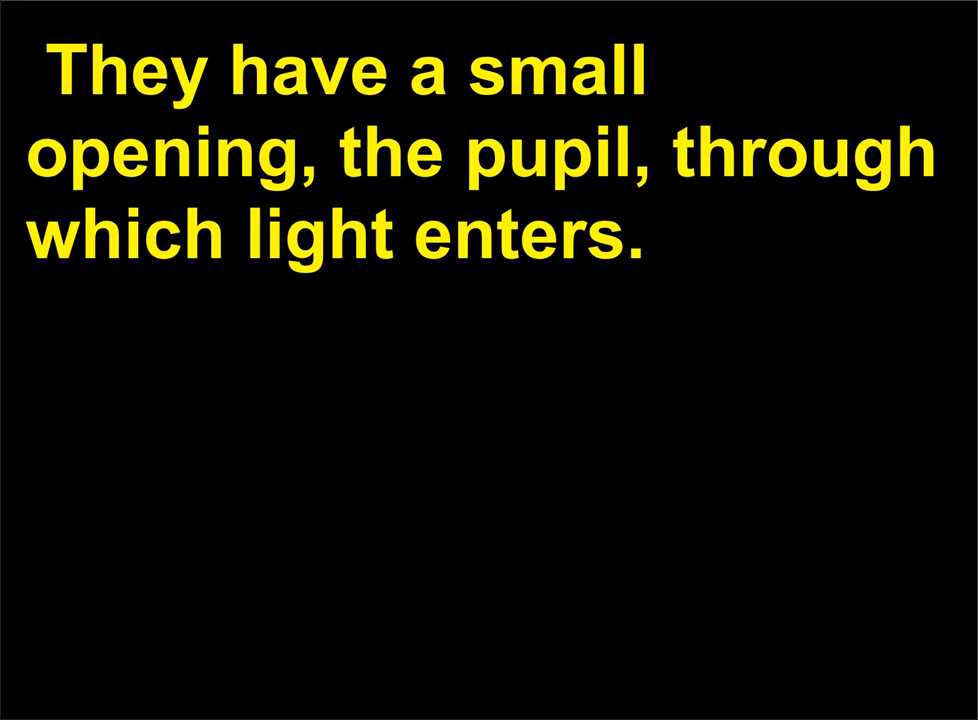 They have a small
opening, the pupil, through
which light enters.